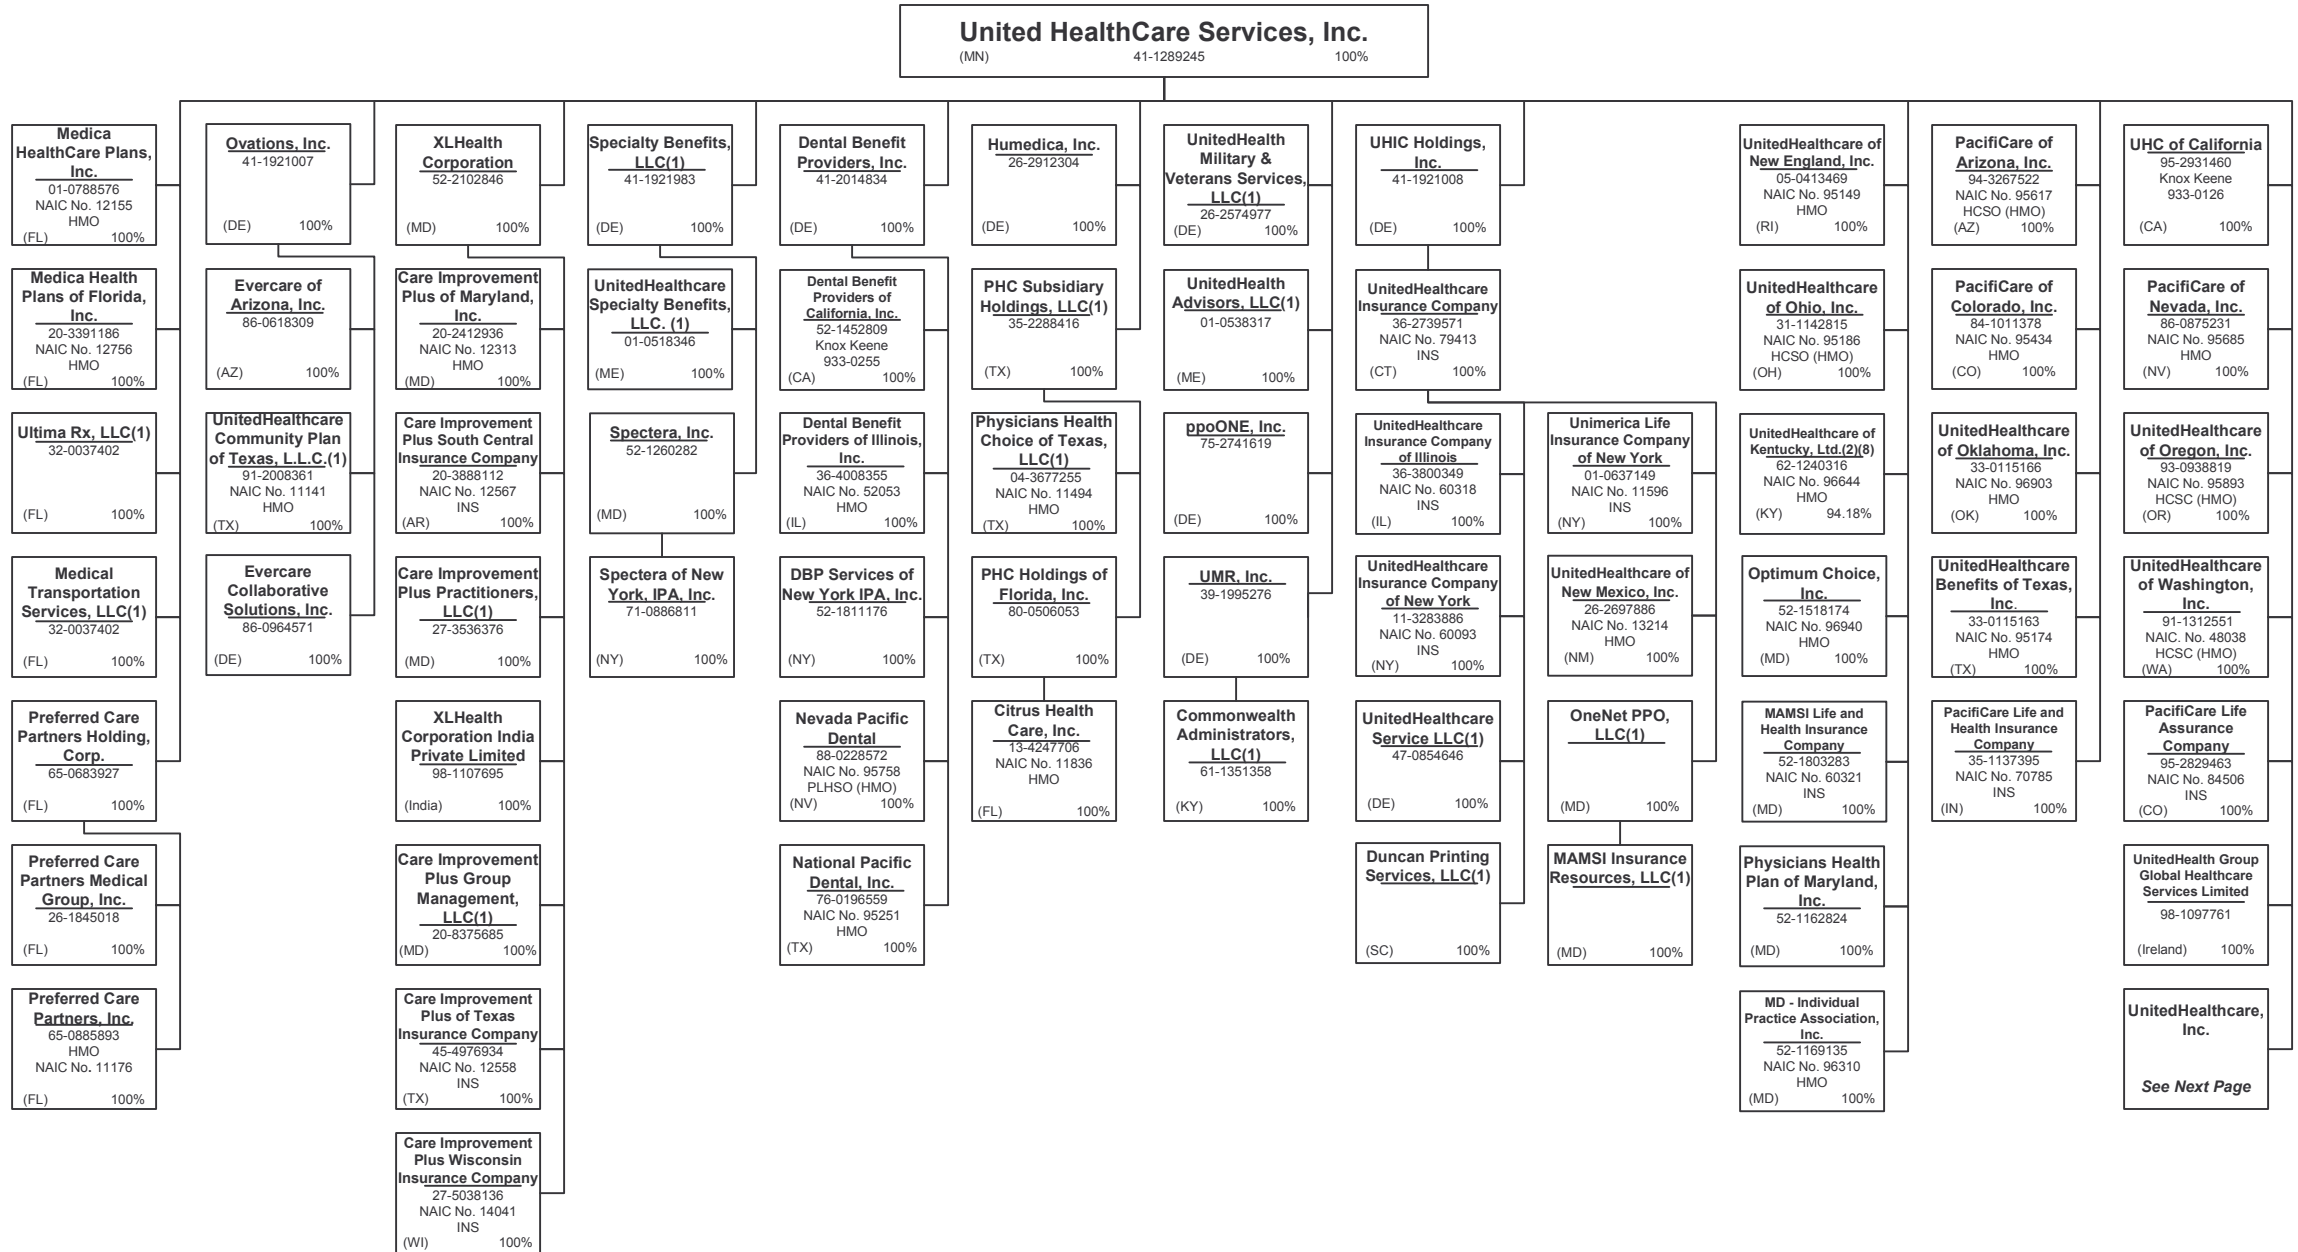 United HealthCare Services, Inc.
(MN) 41-1289245 100%
Medica
HealthCare Plans,
Inc.
01-0788576
NAIC No. 12155
HMO
(FL) 100%
Medica Health
Plans of Florida,
Inc.
20-3391186
NAIC No. 12756
HMO
(FL) 100%
Ultima Rx, LLC(1)
32-0037402
(FL) 100%
Medical
Transportation
Services, LLC(1)
32-0037402
(FL) 100%
Preferred Care
Partners Holding,
Corp.
65-0683927
(FL) 100%
Preferred Care
Partners Medical
Group, Inc.
26-1845018
(FL) 100%
Preferred Care
Partners, Inc.
65-0885893
HMO
NAIC No. 11176
(FL) 100%
Ovations, Inc.
41-1921007
(DE) 100%
Evercare of
Arizona, Inc.
86-0618309
(AZ) 100%
UnitedHealthcare
Community Plan
of Texas, L.L.C.(1)
91-2008361
NAIC No. 11141
HMO
(TX) 100%
Evercare
Collaborative
Solutions, Inc.
86-0964571
(DE) 100%
XLHealth
Corporation
52-2102846
(MD) 100%
Care Improvement
Plus of Maryland,
Inc.
20-2412936
NAIC No. 12313
HMO
(MD) 100%
Care Improvement
Plus South Central
Insurance Company
20-3888112
NAIC No. 12567
INS
(AR) 100%
Care Improvement
Plus Practitioners,
LLC(1)
27-3536376
(MD) 100%
XLHealth
Corporation India
Private Limited
98-1107695
(India) 100%
Care Improvement
Plus Group
Management,
LLC(1)
20-8375685
(MD) 100%
Care Improvement
Plus of Texas
Insurance Company
45-4976934
NAIC No. 12558
INS
(TX) 100%
Care Improvement
Plus Wisconsin
Insurance Company
27-5038136
NAIC No. 14041
INS
(WI) 100%
Specialty Benefits,
LLC(1)
41-1921983
(DE) 100%
UnitedHealthcare
Specialty Benefits,
LLC. (1)
01-0518346
(ME) 100%
Spectera, Inc.
52-1260282
(MD) 100%
Spectera of New
York, IPA, Inc.
71-0886811
(NY) 100%
Dental Benefit
Providers, Inc.
41-2014834
(DE) 100%
Dental Benefit
Providers of
California, Inc.
52-1452809
Knox Keene
933-0255
(CA) 100%
Dental Benefit
Providers of Illinois,
Inc.
36-4008355
NAIC No. 52053
HMO
(IL) 100%
DBP Services of
New York IPA, Inc.
52-1811176
(NY) 100%
Nevada Pacific
Dental
88-0228572
NAIC No. 95758
PLHSO (HMO)
(NV) 100%
National Pacific
Dental, Inc.
76-0196559
NAIC No. 95251
HMO
(TX) 100%
Humedica, Inc.
26-2912304
(DE) 100%
PHC Subsidiary
Holdings, LLC(1)
35-2288416
(TX) 100%
Physicians Health
Choice of Texas,
LLC(1)
04-3677255
NAIC No. 11494
HMO
(TX) 100%
PHC Holdings of
Florida, Inc.
80-0506053
(TX) 100%
Citrus Health
Care, Inc.
13-4247706
NAIC No. 11836
HMO
(FL) 100%
UnitedHealth
Military &
Veterans Services,
LLC(1)
26-2574977
(DE) 100%
UnitedHealth
Advisors, LLC(1)
01-0538317
(ME) 100%
ppoONE, Inc.
75-2741619
(DE) 100%
UMR, Inc.
39-1995276
(DE) 100%
Commonwealth
Administrators,
LLC(1)
61-1351358
(KY) 100%
UHIC Holdings,
Inc.
41-1921008
(DE) 100%
UnitedHealthcare
Insurance Company
36-2739571
NAIC No. 79413
INS
(CT) 100%
UnitedHealthcare
Insurance Company
of Illinois
36-3800349
NAIC No. 60318
INS
(IL) 100%
UnitedHealthcare
Insurance Company
of New York
11-3283886
NAIC No. 60093
INS
(NY) 100%
UnitedHealthcare
Service LLC(1)
47-0854646
(DE) 100%
Duncan Printing
Services, LLC(1)
(SC) 100%
Unimerica Life
Insurance Company
of New York
01-0637149
NAIC No. 11596
INS
(NY) 100%
UnitedHealthcare of
New Mexico, Inc.
26-2697886
NAIC No. 13214
HMO
(NM) 100%
OneNet PPO,
LLC(1)
(MD) 100%
MAMSI Insurance
Resources, LLC(1)
(MD) 100%
UnitedHealthcare of
New England, Inc.
05-0413469
NAIC No. 95149
HMO
(RI) 100%
UnitedHealthcare
of Ohio, Inc.
31-1142815
NAIC No. 95186
HCSO (HMO)
(OH) 100%
UnitedHealthcare of
Kentucky, Ltd.(2)(8)
62-1240316
NAIC No. 96644
HMO
(KY) 94.18%
Optimum Choice,
Inc.
52-1518174
NAIC No. 96940
HMO
(MD) 100%
MAMSI Life and
Health Insurance
Company
52-1803283
NAIC No. 60321
INS
(MD) 100%
Physicians Health
Plan of Maryland,
Inc.
52-1162824
(MD) 100%
MD - Individual
Practice Association,
Inc.
52-1169135
NAIC No. 96310
HMO
(MD) 100%
PacifiCare of
Arizona, Inc.
94-3267522
NAIC No. 95617
HCSO (HMO)
(AZ) 100%
PacifiCare of
Colorado, Inc.
84-1011378
NAIC No. 95434
HMO
(CO) 100%
UnitedHealthcare
of Oklahoma, Inc.
33-0115166
NAIC No. 96903
HMO
(OK) 100%
UnitedHealthcare
Benefits of Texas,
Inc.
33-0115163
NAIC No. 95174
HMO
(TX) 100%
PacifiCare Life and
Health Insurance
Company
35-1137395
NAIC No. 70785
INS
(IN) 100%
UHC of California
95-2931460
Knox Keene
933-0126
(CA) 100%
PacifiCare of
Nevada, Inc.
86-0875231
NAIC No. 95685
HMO
(NV) 100%
UnitedHealthcare
of Oregon, Inc.
93-0938819
NAIC No. 95893
HCSC (HMO)
(OR) 100%
UnitedHealthcare
of Washington,
Inc.
91-1312551
NAIC. No. 48038
HCSC (HMO)
(WA) 100%
PacifiCare Life
Assurance
Company
95-2829463
NAIC No. 84506
INS
(CO) 100%
UnitedHealth Group
Global Healthcare
Services Limited
98-1097761
(Ireland) 100%
UnitedHealthcare,
Inc.
See Next Page